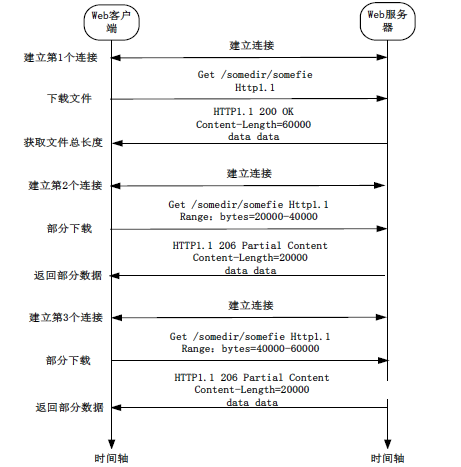 Web客户
端
Web服务
器
建立连接
建立第1个连接
Get /somedir/somefie
Http1.1
下载文件
HTTP1.1 200 OK
Content-Length=60000
data data
获取文件总长度
建立连接
建立第2个连接
Get /somedir/somefie Http1.1
Range: bytes=20000-40000
部分下载
HTTP1.1 206 Partial Content
Content-Length=20000
data data
返回部分数据
建立连接
建立第3个连接
Get /somedir/somefie Http1.1
Range: bytes=40000-60000
部分下载
HTTP1.1 206 Partial Content
Content-Length=20000
data data
返回部分数据
时间轴
时间轴